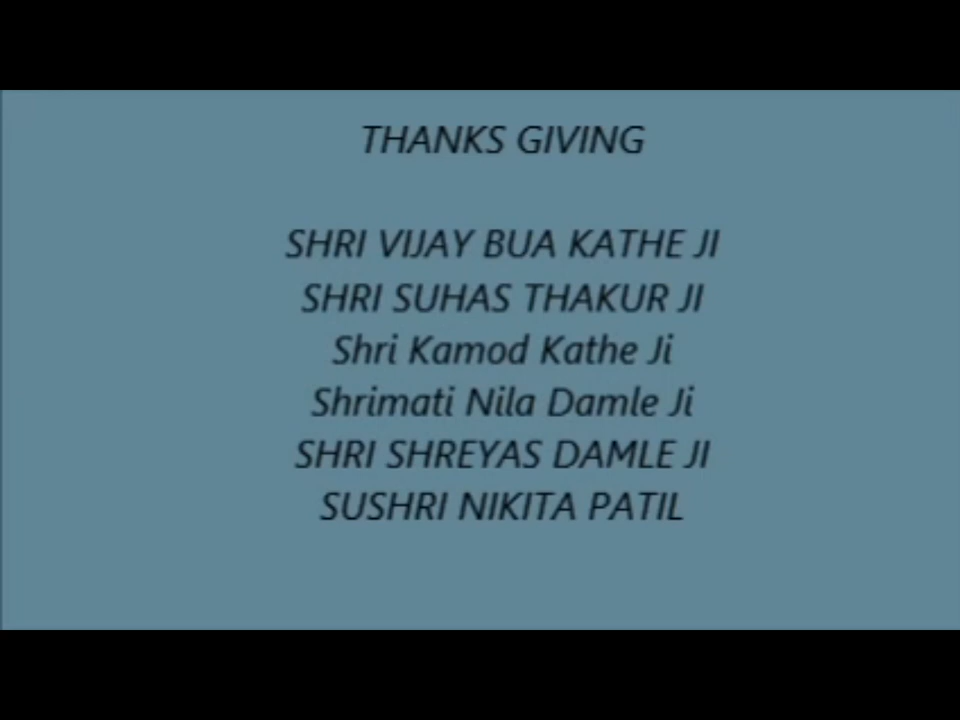 THANKS GIVING
SHRI VIJAY BUA KATHE JI
SHRI SUHAS THAKUR JI
Shri Kamod Kathe Ji
Shrimati Nila Damle Ji
SHRI SHREYAS DAMLE JI
SUSHRI NIKITA PATIL